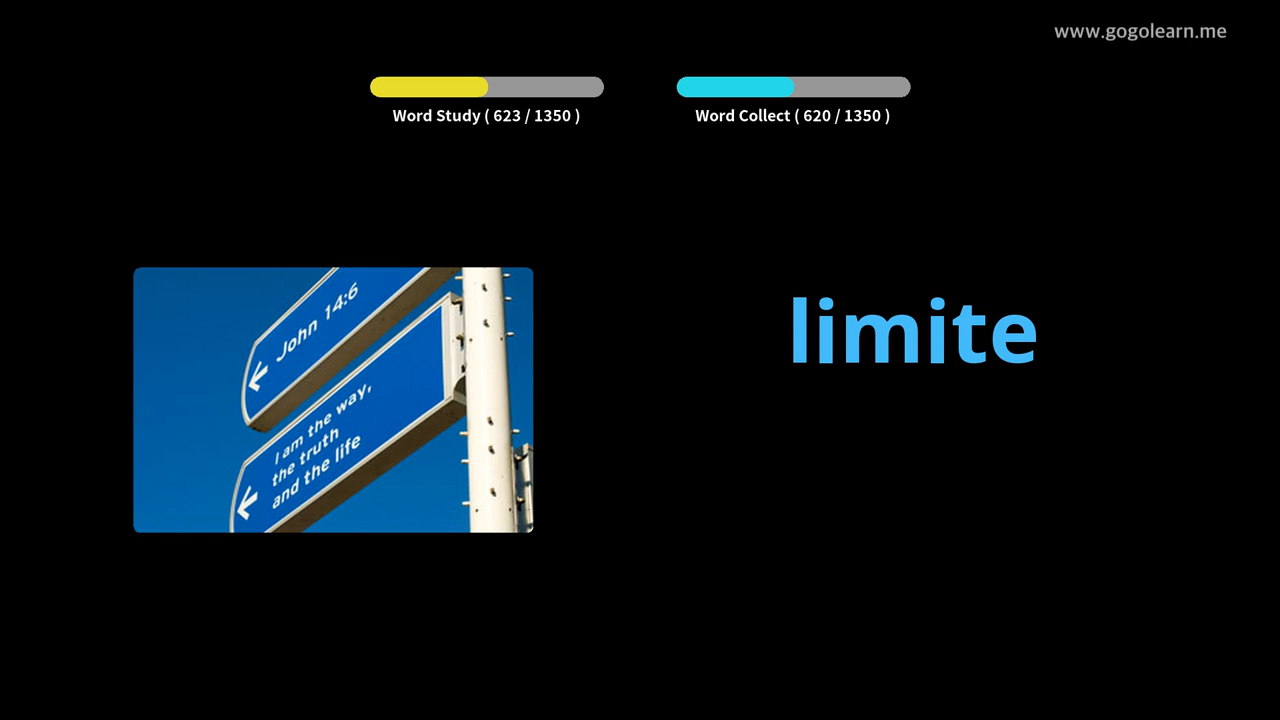 www.gogolearn.me
Word Study ( 623 / 1350 )
Word Collect ( 620 / 1350 )
John 14:6
I am the way,
the truth
and the life
limite